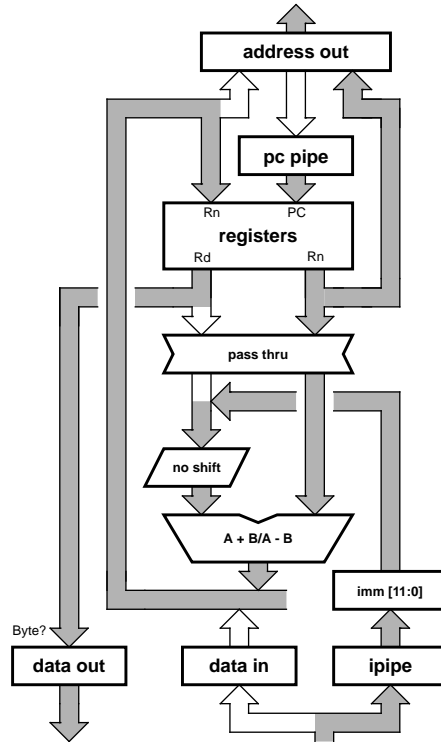 address out
pc pipe
Rn
PC
registers
Rd
Rn
pass thru
no shift
A + B/A - B
imm [11:0]
Byte?
data out
data in
ipipe